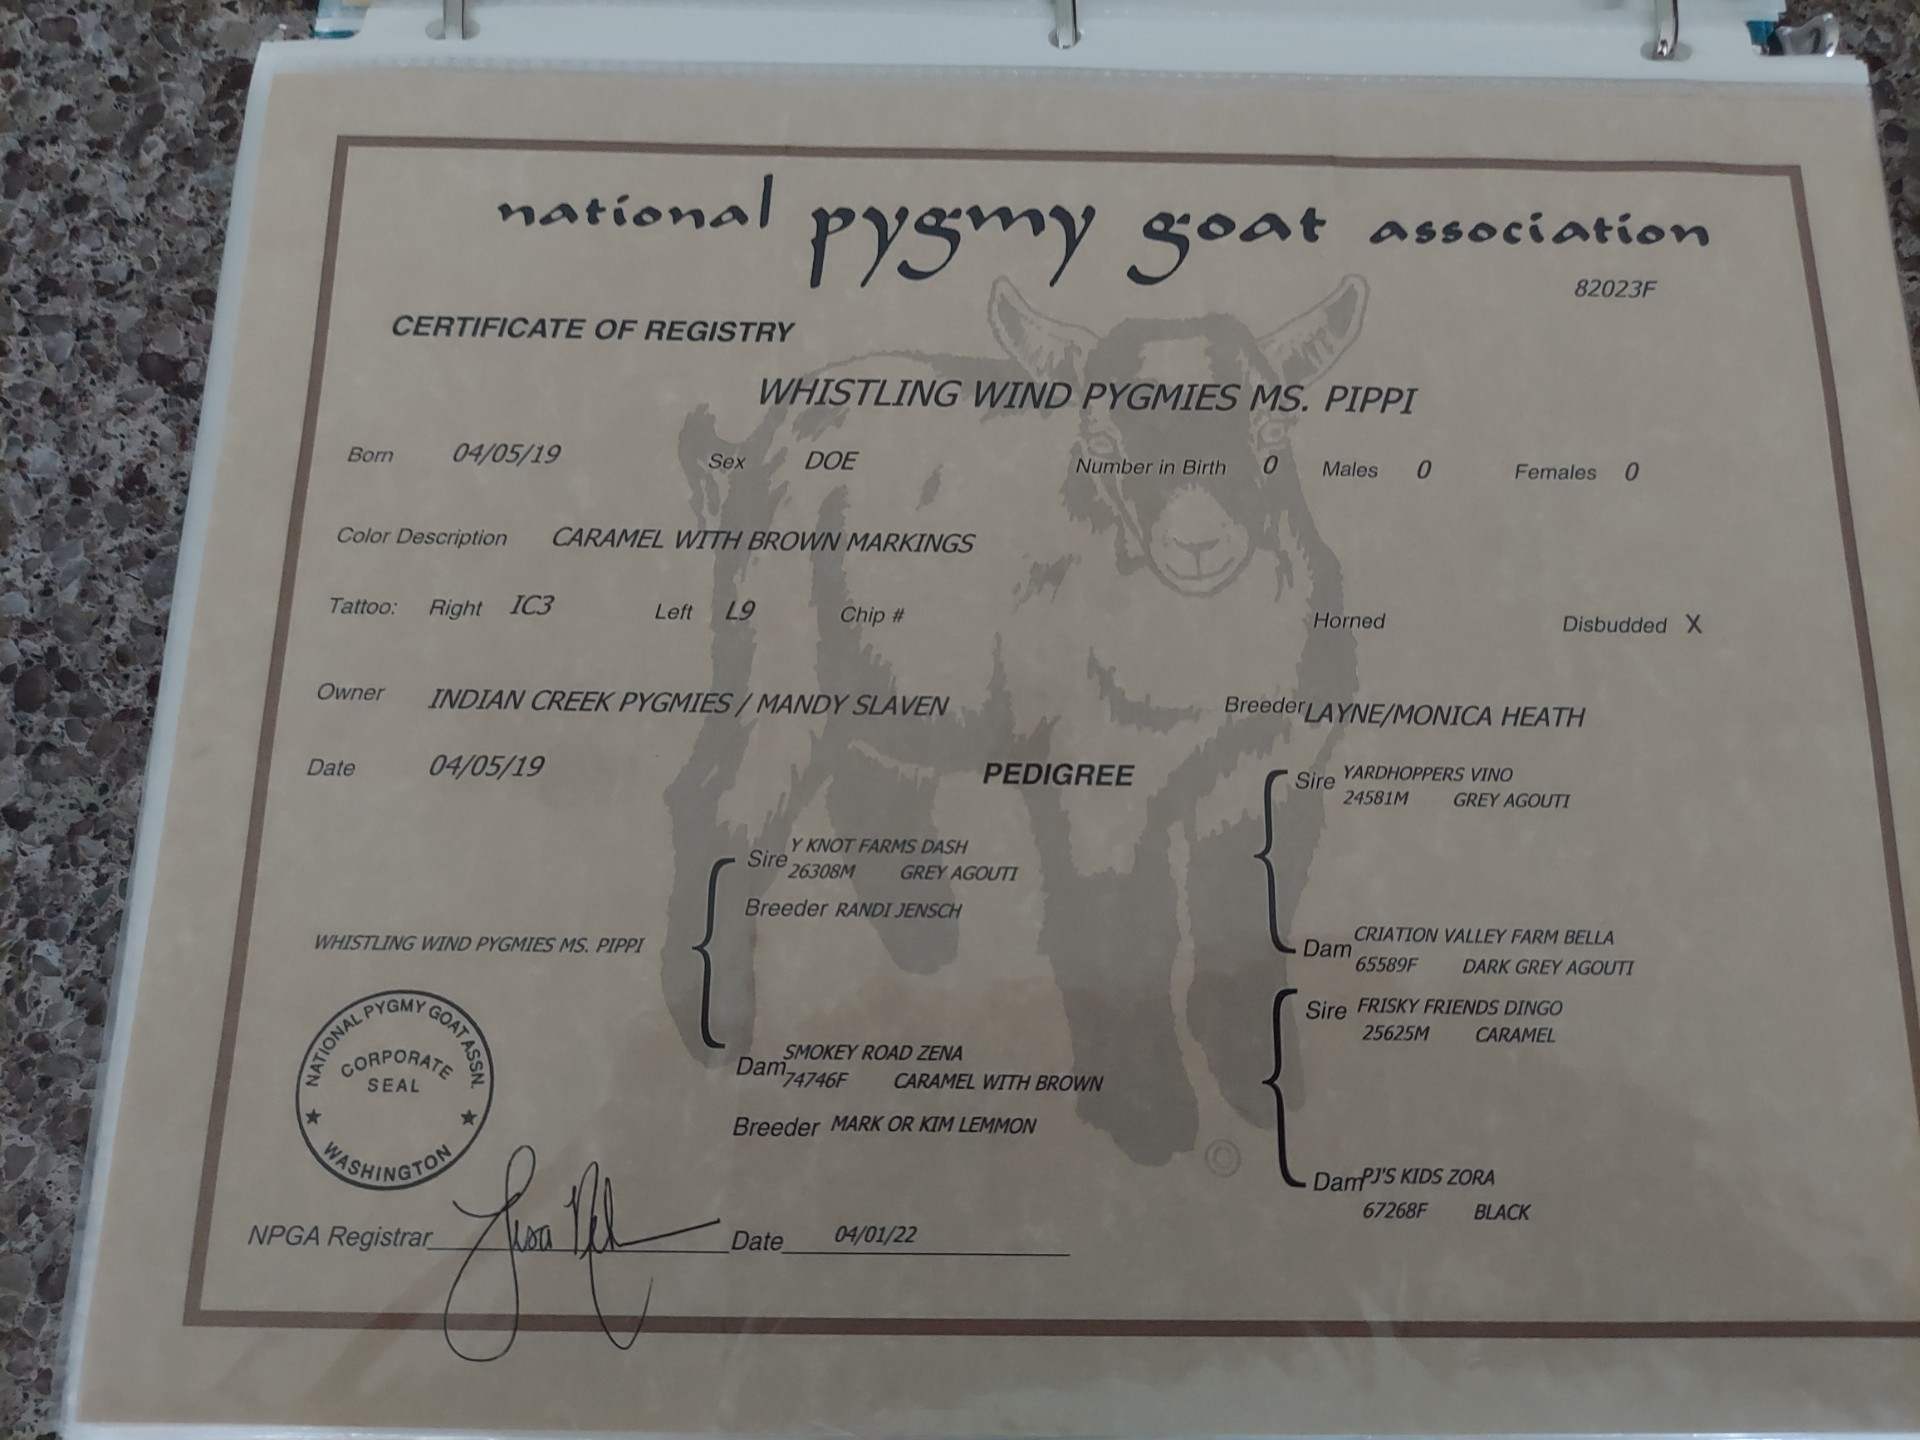 national pygmy goat association
82023F
CERTIFICATE OF REGISTRY
WHISTLING WIND PYGMIES MS. PIPPI
Born 04/05/19 Sex DOE Number in Birth 0 Males 0 Females 0
Color Description CARAMEL WITH BROWN MARKINGS
Tattoo: Right IC3 Left L9 Chip # Horned Disbudded X
Owner INDIAN CREEK PYGMIES / MANDY SLAVEN Breeder LAYNE/MONICA HEATH
Date 04/05/19 PEDIGREE
Sire YARDHOPPERS VINO
24581M GREY AGOUTI
Sire Y KNOT FARMS DASH
26308M GREY AGOUTI
Breeder RANDI JENSCH
WHISTLING WIND PYGMIES MS. PIPPI
Dam CRIATION VALLEY FARM BELLA
65589F DARK GREY AGOUTI
Sire FRISKY FRIENDS DINGO
25625M CARAMEL
Dam SMOKEY ROAD ZENA
74746F CARAMEL WITH BROWN
Breeder MARK OR KIM LEMMON
Dam PJ'S KIDS ZORA
67268F BLACK
©
NATIONAL PYGMY GOAT ASSN.
CORPORATE
SEAL
★ WASHINGTON ★
NPGA Registrar Lisa Date 04/01/22